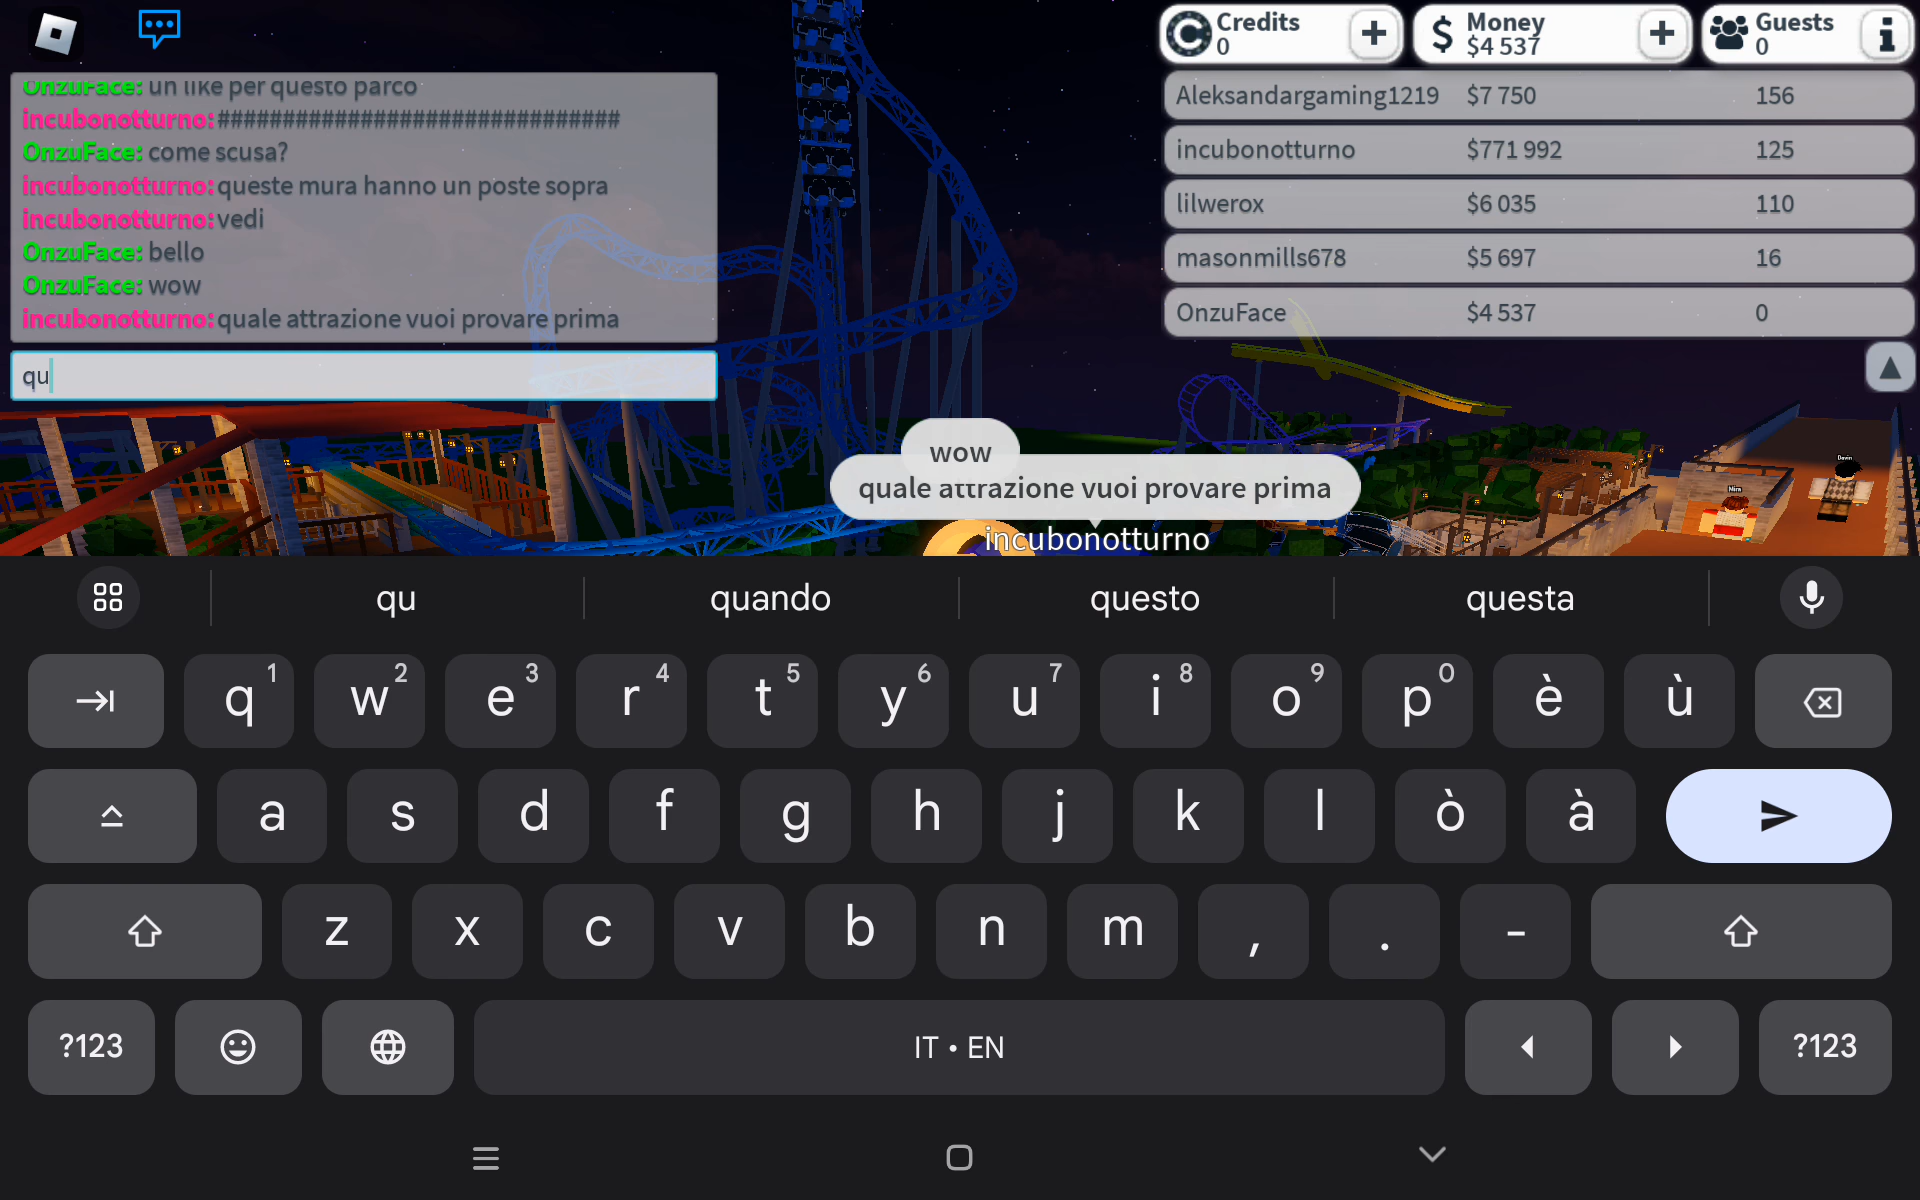 Credits
0
Money
$4 537
Guests
0
OnzuFace: un like per questo parco
incubonotturno: ###############################
OnzuFace: come scusa?
incubonotturno: queste mura hanno un poste sopra
incubonotturno: vedi
OnzuFace: bello
OnzuFace: wow
incubonotturno: quale attrazione vuoi provare prima
qu
Aleksandargaming1219 $7 750 156
incubonotturno $771 992 125
lilwerox $6 035 110
masonmills678 $5 697 16
OnzuFace $4 537 0
wow
quale attrazione vuoi provare prima
incubonotturno
Devin
Mira
qu quando questo questa
q 1 w 2 e 3 r 4 t 5 y 6 u 7 i 8 o 9 p 0 è ù
a s d f g h j k l ò à
z x c v b n m , . -
?123 IT • EN ?123